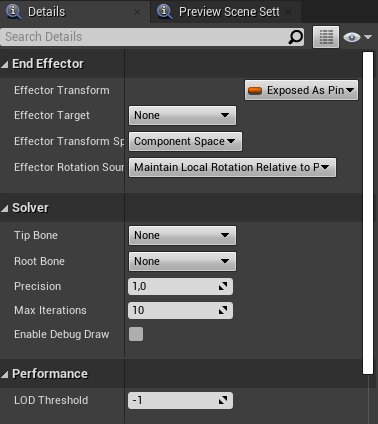 Details
Preview Scene Sett
Search Details
End Effector
Effector Transform
Exposed As Pin
Effector Target
None
Effector Transform Sp
Component Space
Effector Rotation Sour
Maintain Local Rotation Relative to P
Solver
Tip Bone
None
Root Bone
None
Precision
1,0
Max Iterations
10
Enable Debug Draw
Performance
LOD Threshold
-1